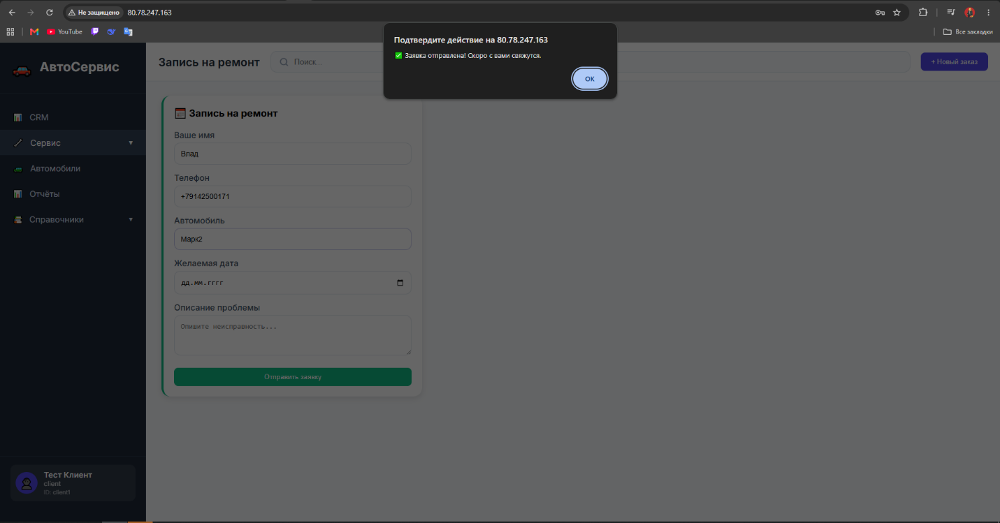 Не защищено 80.78.247.163
YouTube
Все закладки
Подтвердите действие на 80.78.247.163
Заявка отправлена! Скоро с вами свяжутся.
ОК
АвтоСервис
CRM
Сервис
Автомобили
Отчёты
Справочники
Тест Клиент
client
ID: client1
Запись на ремонт
Поиск...
+ Новый заказ
Запись на ремонт
Ваше имя
Влад
Телефон
+79142500171
Автомобиль
Марк2
Желаемая дата
дд.мм.гггг
Описание проблемы
Опишите неисправность...
Отправить заявку